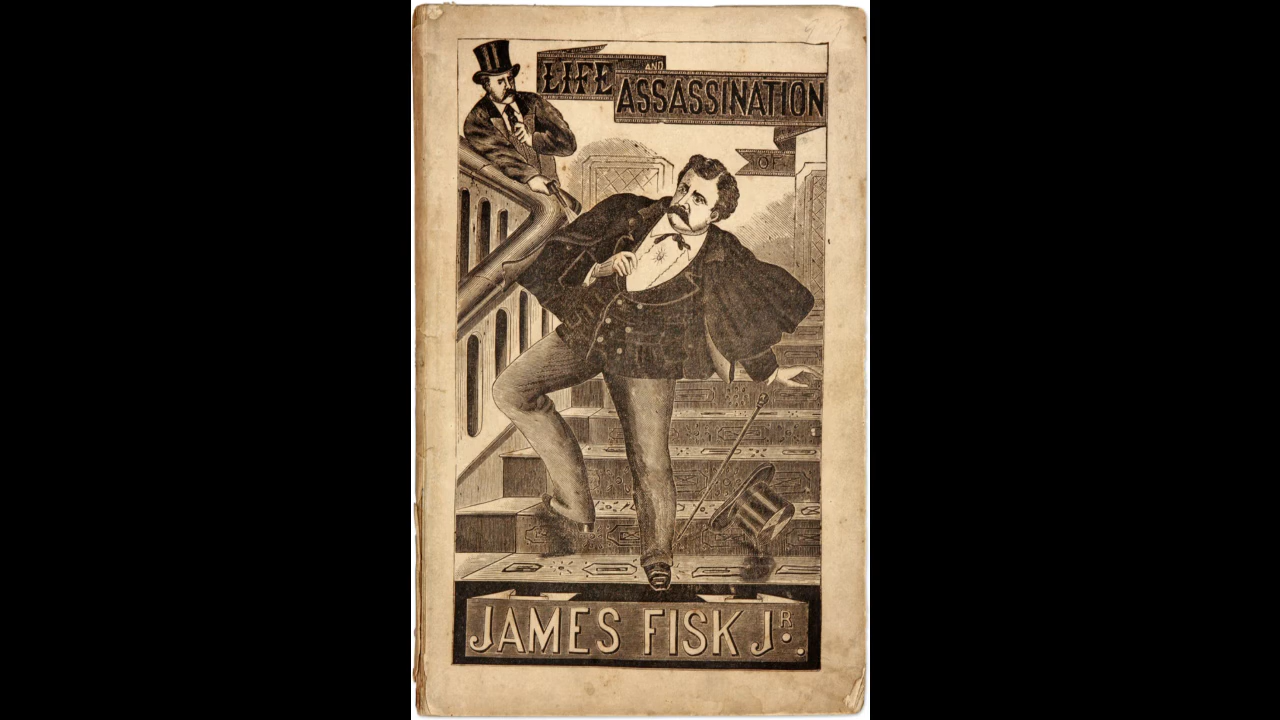 LIFE AND
ASSASSINATION
OF
JAMES FISK JR.